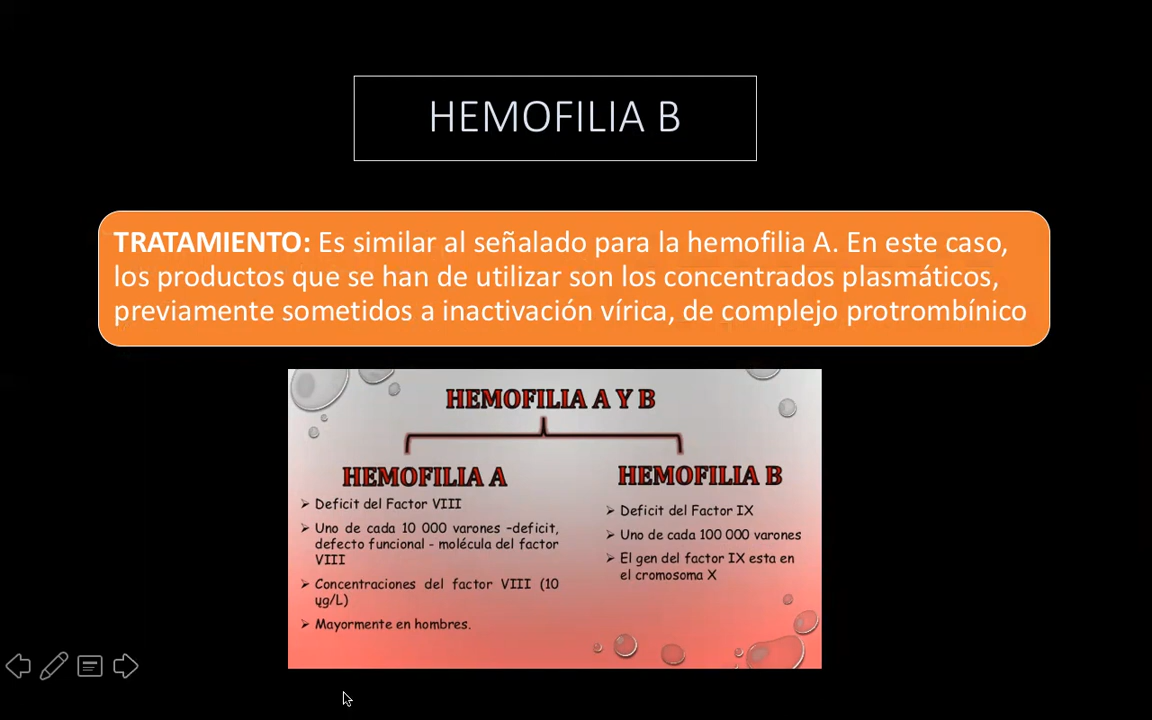 HEMOFILIA B
TRATAMIENTO: Es similar al señalado para la hemofilia A. En este caso,
los productos que se han de utilizar son los concentrados plasmáticos,
previamente sometidos a inactivación vírica, de complejo protrombínico
HEMOFILIA A Y B
HEMOFILIA A
➢ Deficit del Factor VIII
➢ Uno de cada 10 000 varones –deficit,
defecto funcional - molécula del factor
VIII
➢ Concentraciones del factor VIII (10
ųg/L)
➢ Mayormente en hombres.
HEMOFILIA B
➢ Deficit del Factor IX
➢ Uno de cada 100 000 varones
➢ El gen del factor IX esta en
el cromosoma X